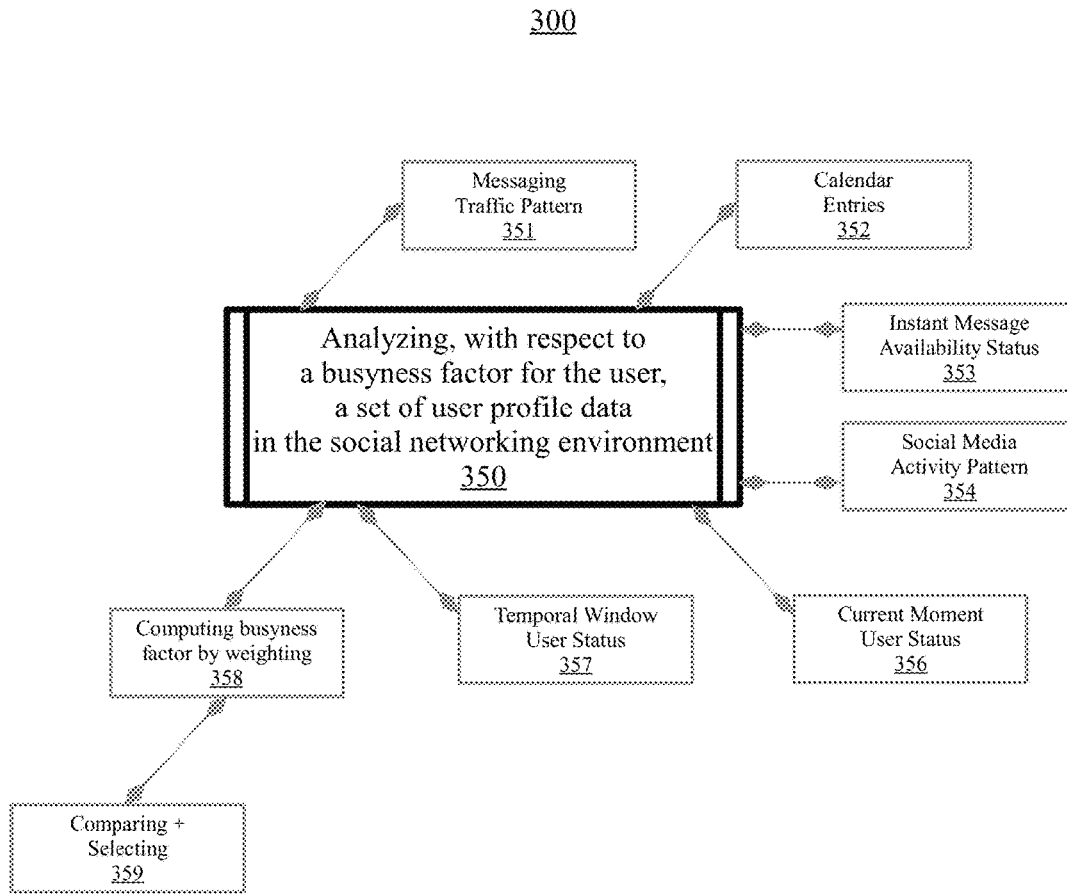 300
Messaging
Traffic Pattern
351
Calendar
Entries
352
Analyzing, with respect to
a busyness factor for the user,
a set of user profile data
in the social networking environment
350
Instant Message
Availability Status
353
Social Media
Activity Pattern
354
Computing busyness
factor by weighting
358
Temporal Window
User Status
357
Current Moment
User Status
356
Comparing +
Selecting
359